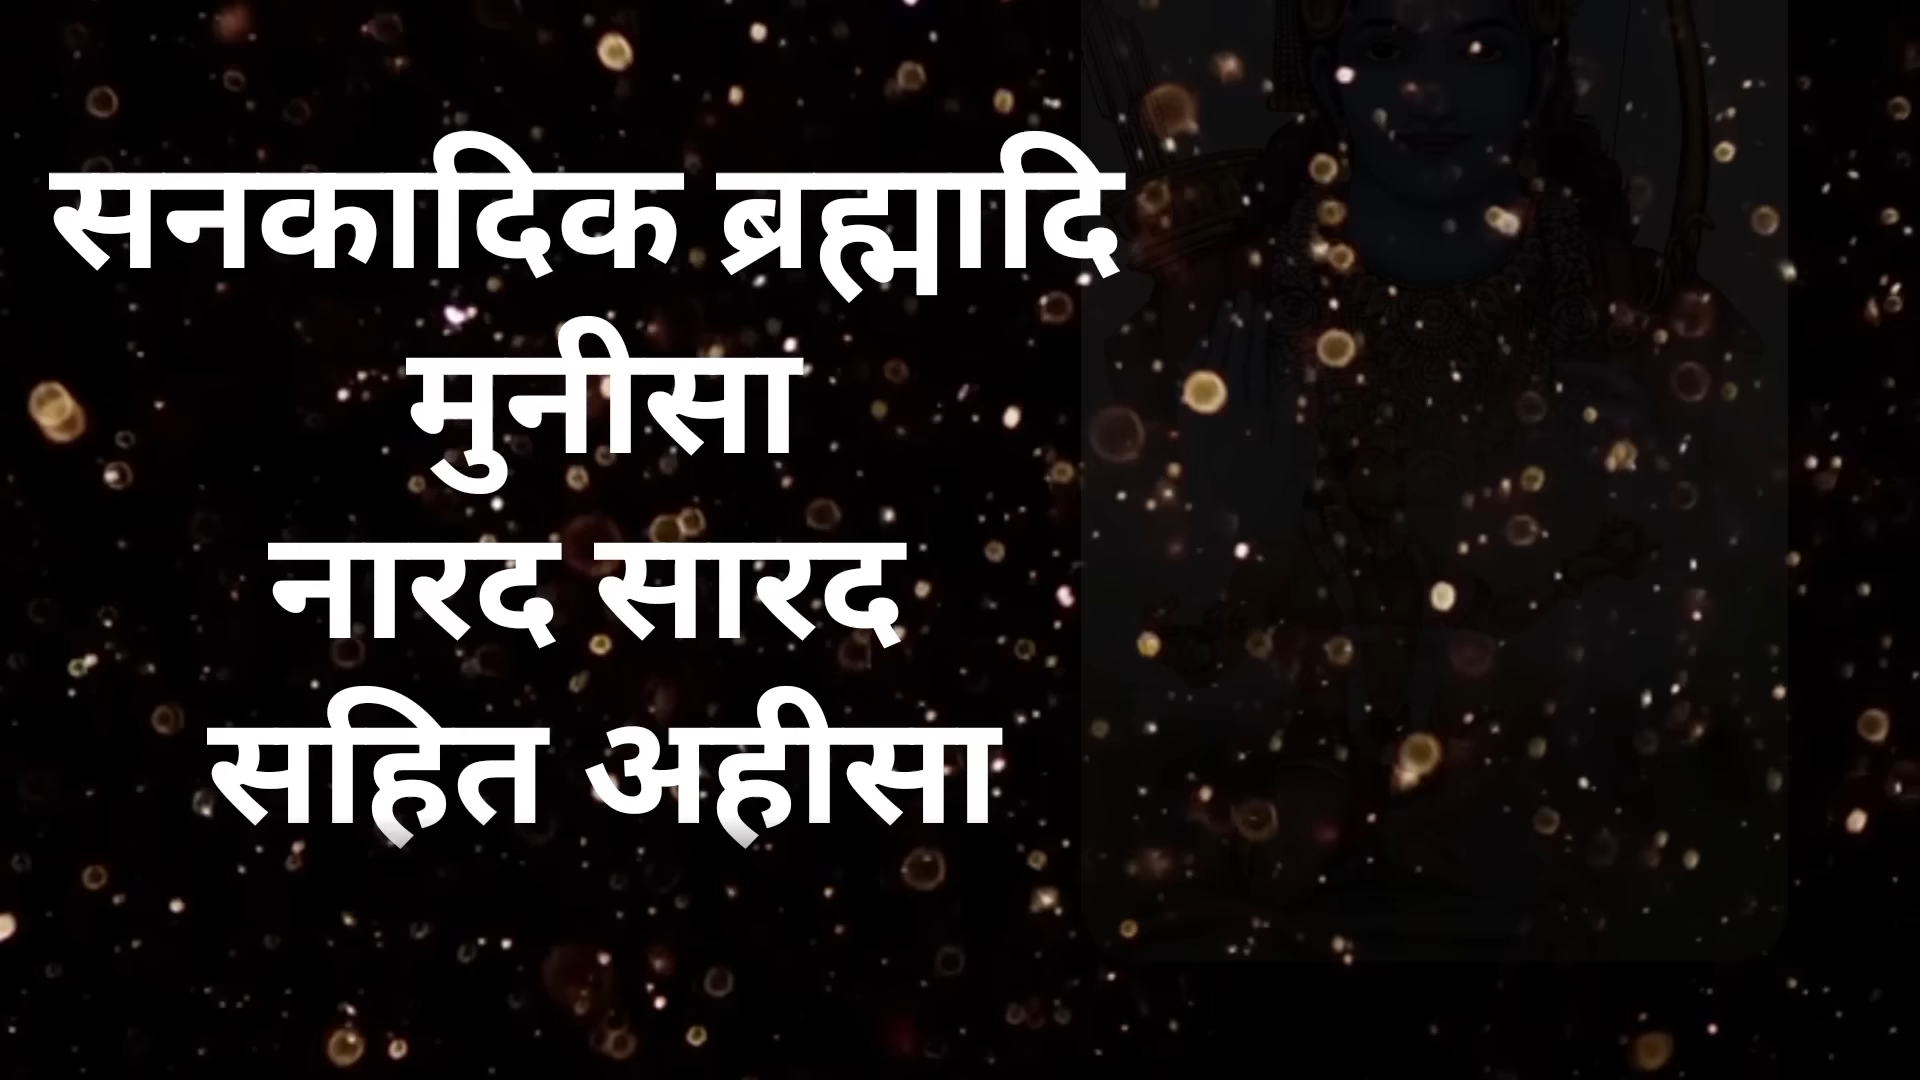 सनकादिक ब्रह्मादि
मुनीसा
नारद सारद
सहित अहीसा